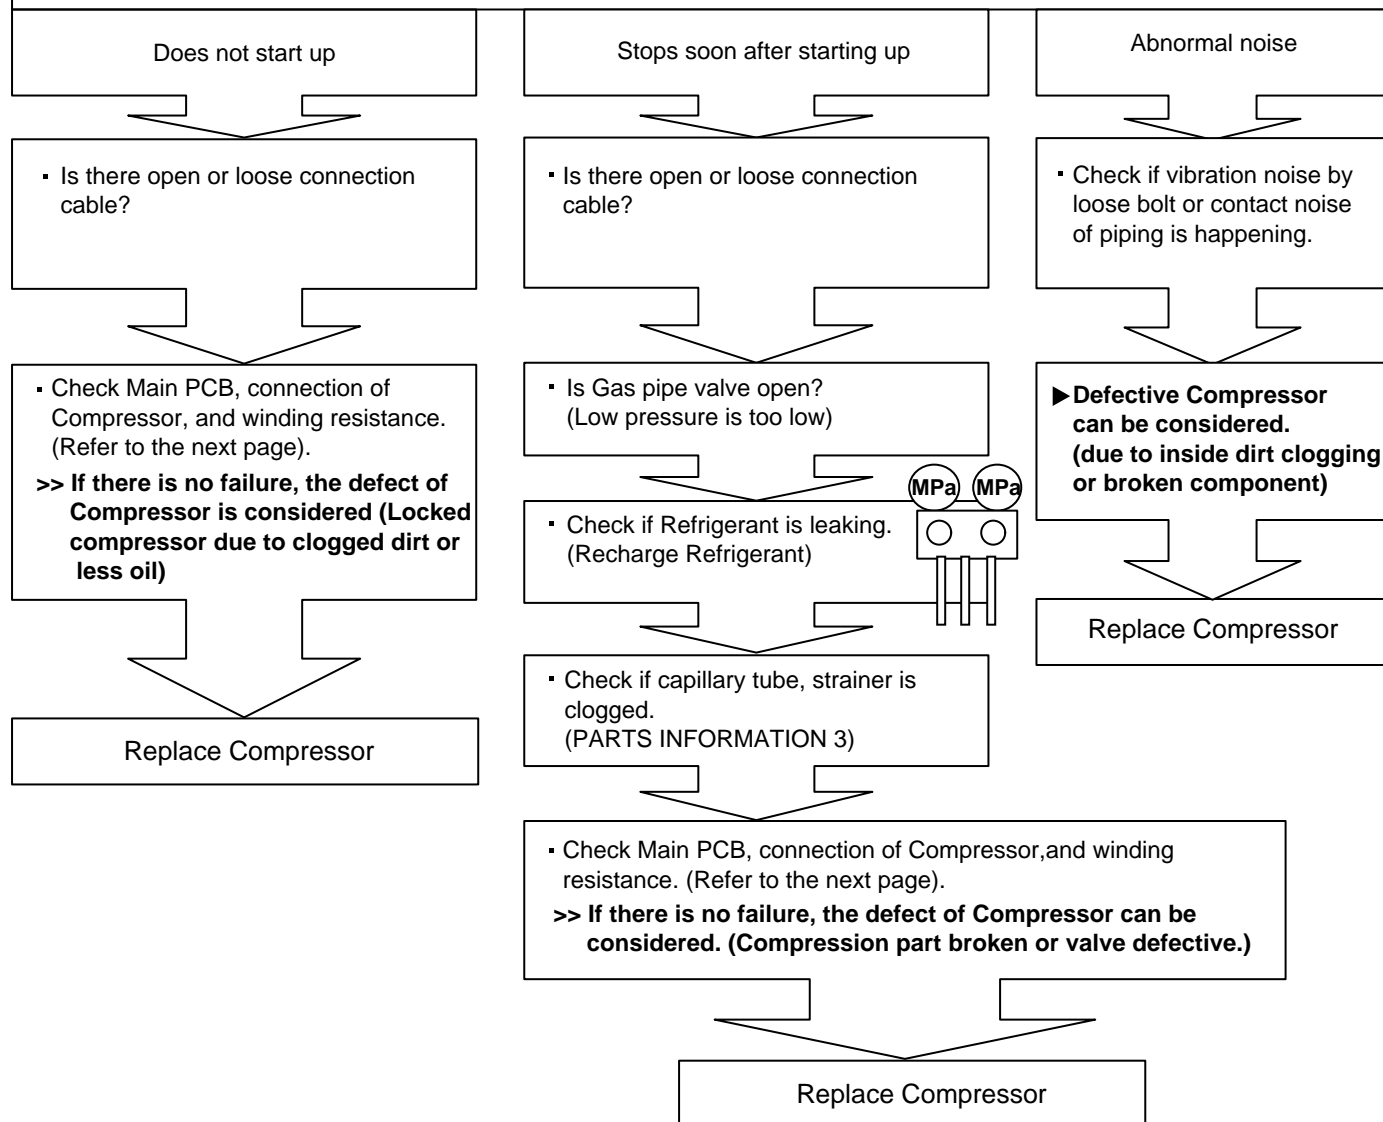 Does not start up
▪ Is there open or loose connection
cable?
▪ Check Main PCB, connection of
Compressor, and winding resistance.
(Refer to the next page).
>> If there is no failure, the defect of
Compressor is considered (Locked
compressor due to clogged dirt or
less oil)
Replace Compressor
Stops soon after starting up
▪ Is there open or loose connection
cable?
▪ Is Gas pipe valve open?
(Low pressure is too low)
▪ Check if Refrigerant is leaking.
(Recharge Refrigerant)
MPa MPa
▪ Check if capillary tube, strainer is
clogged.
(PARTS INFORMATION 3)
▪ Check Main PCB, connection of Compressor,and winding
resistance. (Refer to the next page).
>> If there is no failure, the defect of Compressor can be
considered. (Compression part broken or valve defective.)
Replace Compressor
Abnormal noise
▪ Check if vibration noise by
loose bolt or contact noise
of piping is happening.
▶Defective Compressor
can be considered.
(due to inside dirt clogging
or broken component)
Replace Compressor